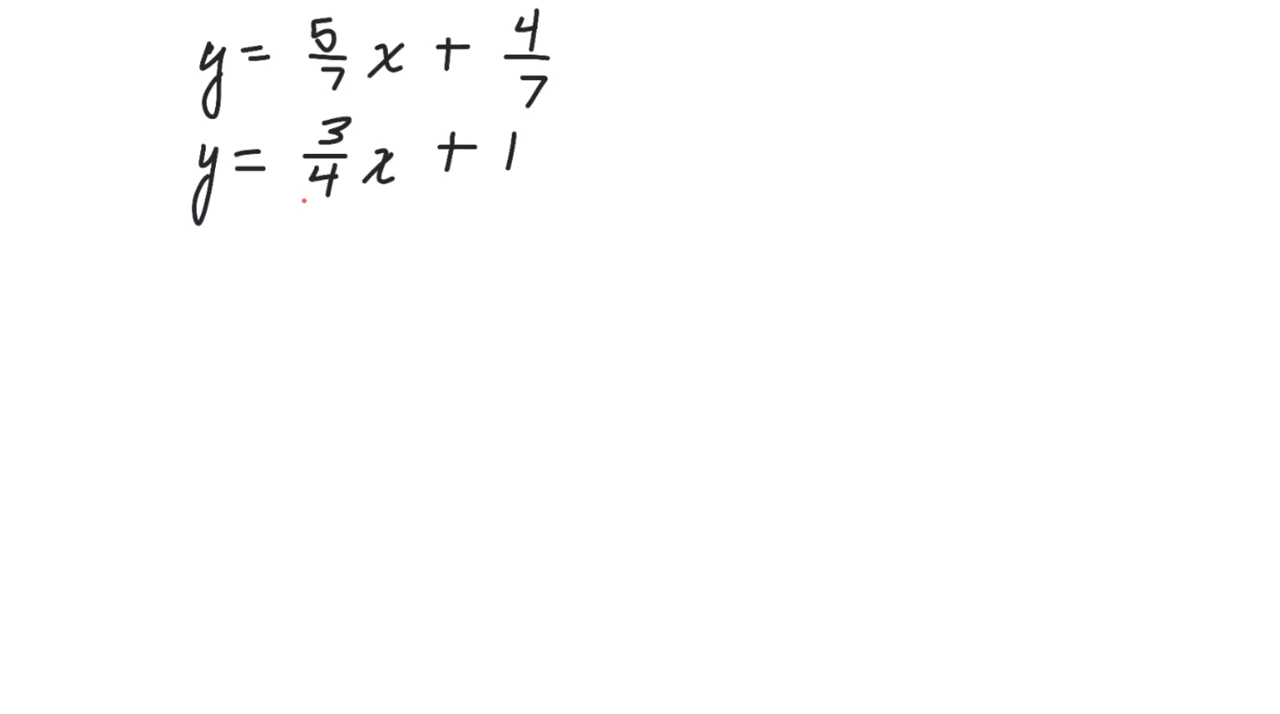 y = 5/7 x + 4/7
y = 3/4 x + 1